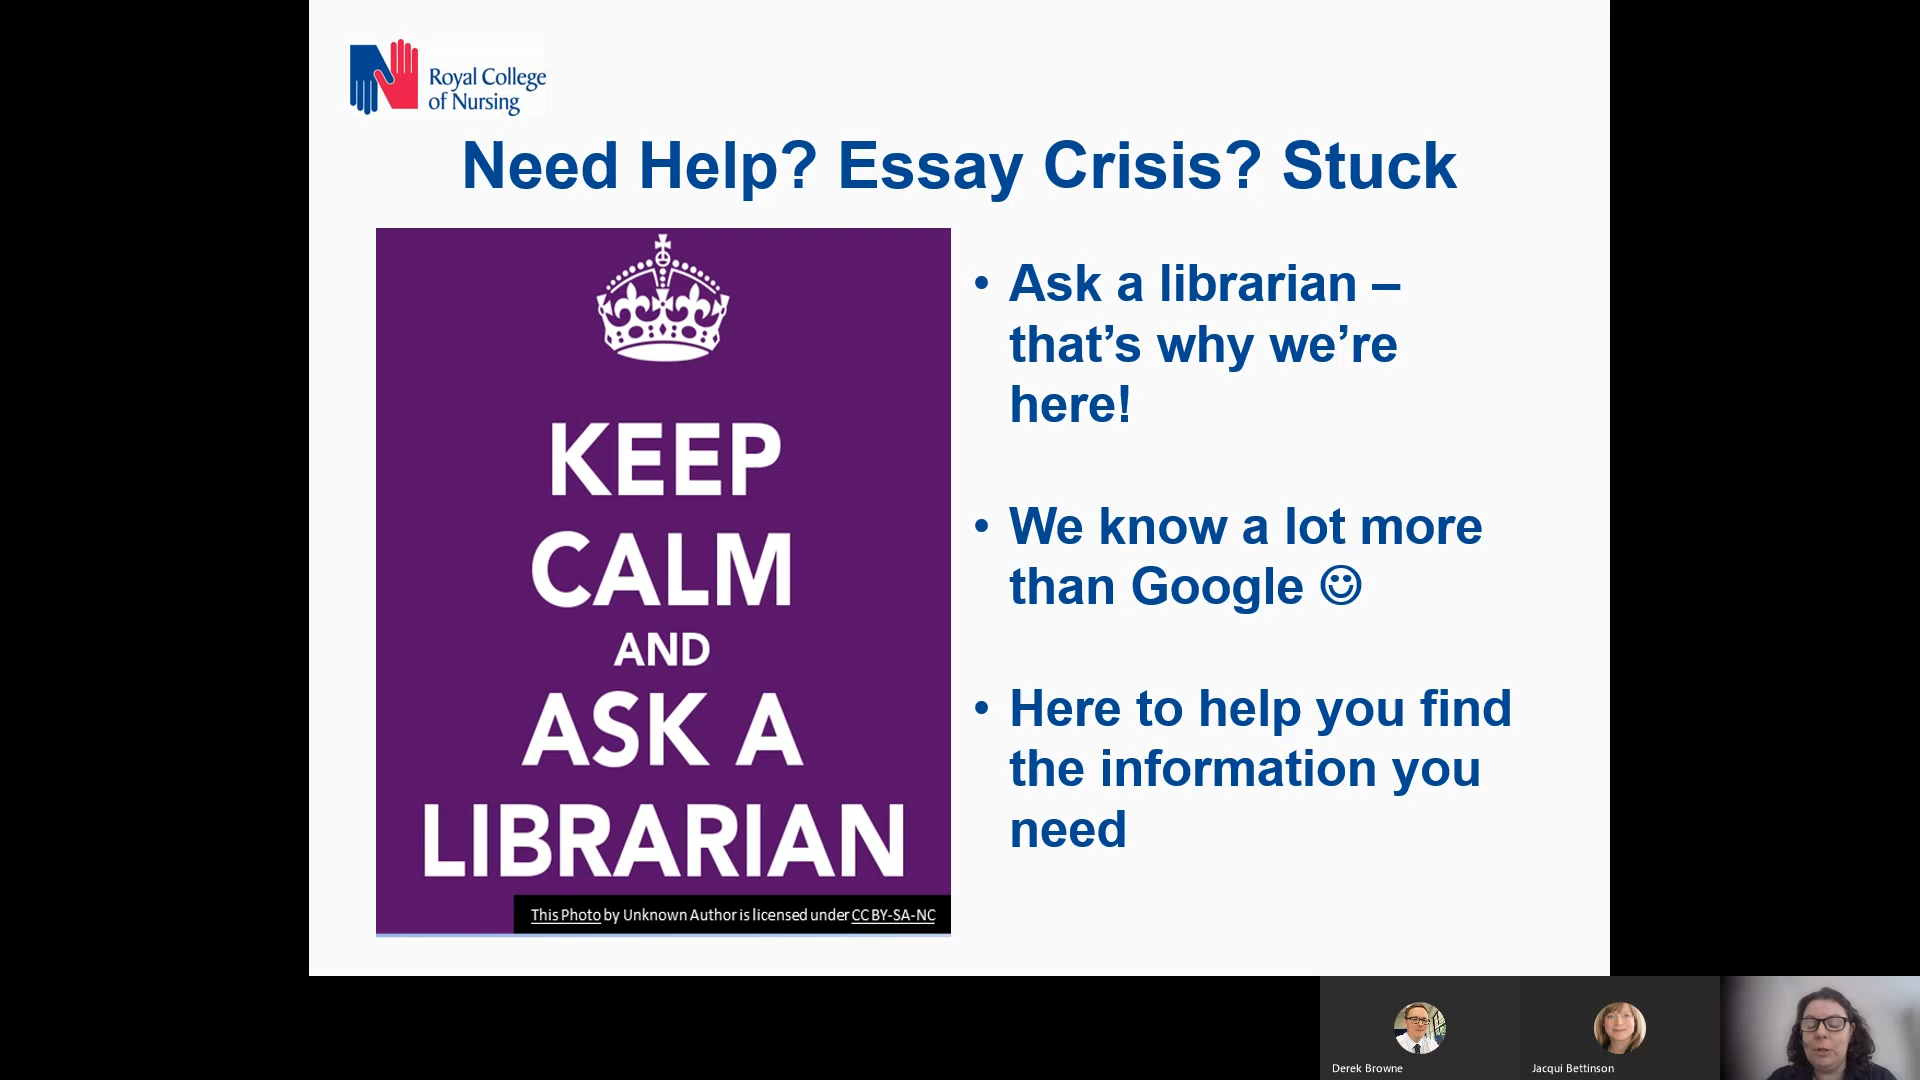 Royal College
of Nursing
Need Help? Essay Crisis? Stuck
KEEP
CALM
AND
ASK A
LIBRARIAN
This Photo by Unknown Author is licensed under CC BY-SA-NC
• Ask a librarian –
that’s why we’re
here!
• We know a lot more
than Google ☺
• Here to help you find
the information you
need
Derek Browne
Jacqui Bettinson